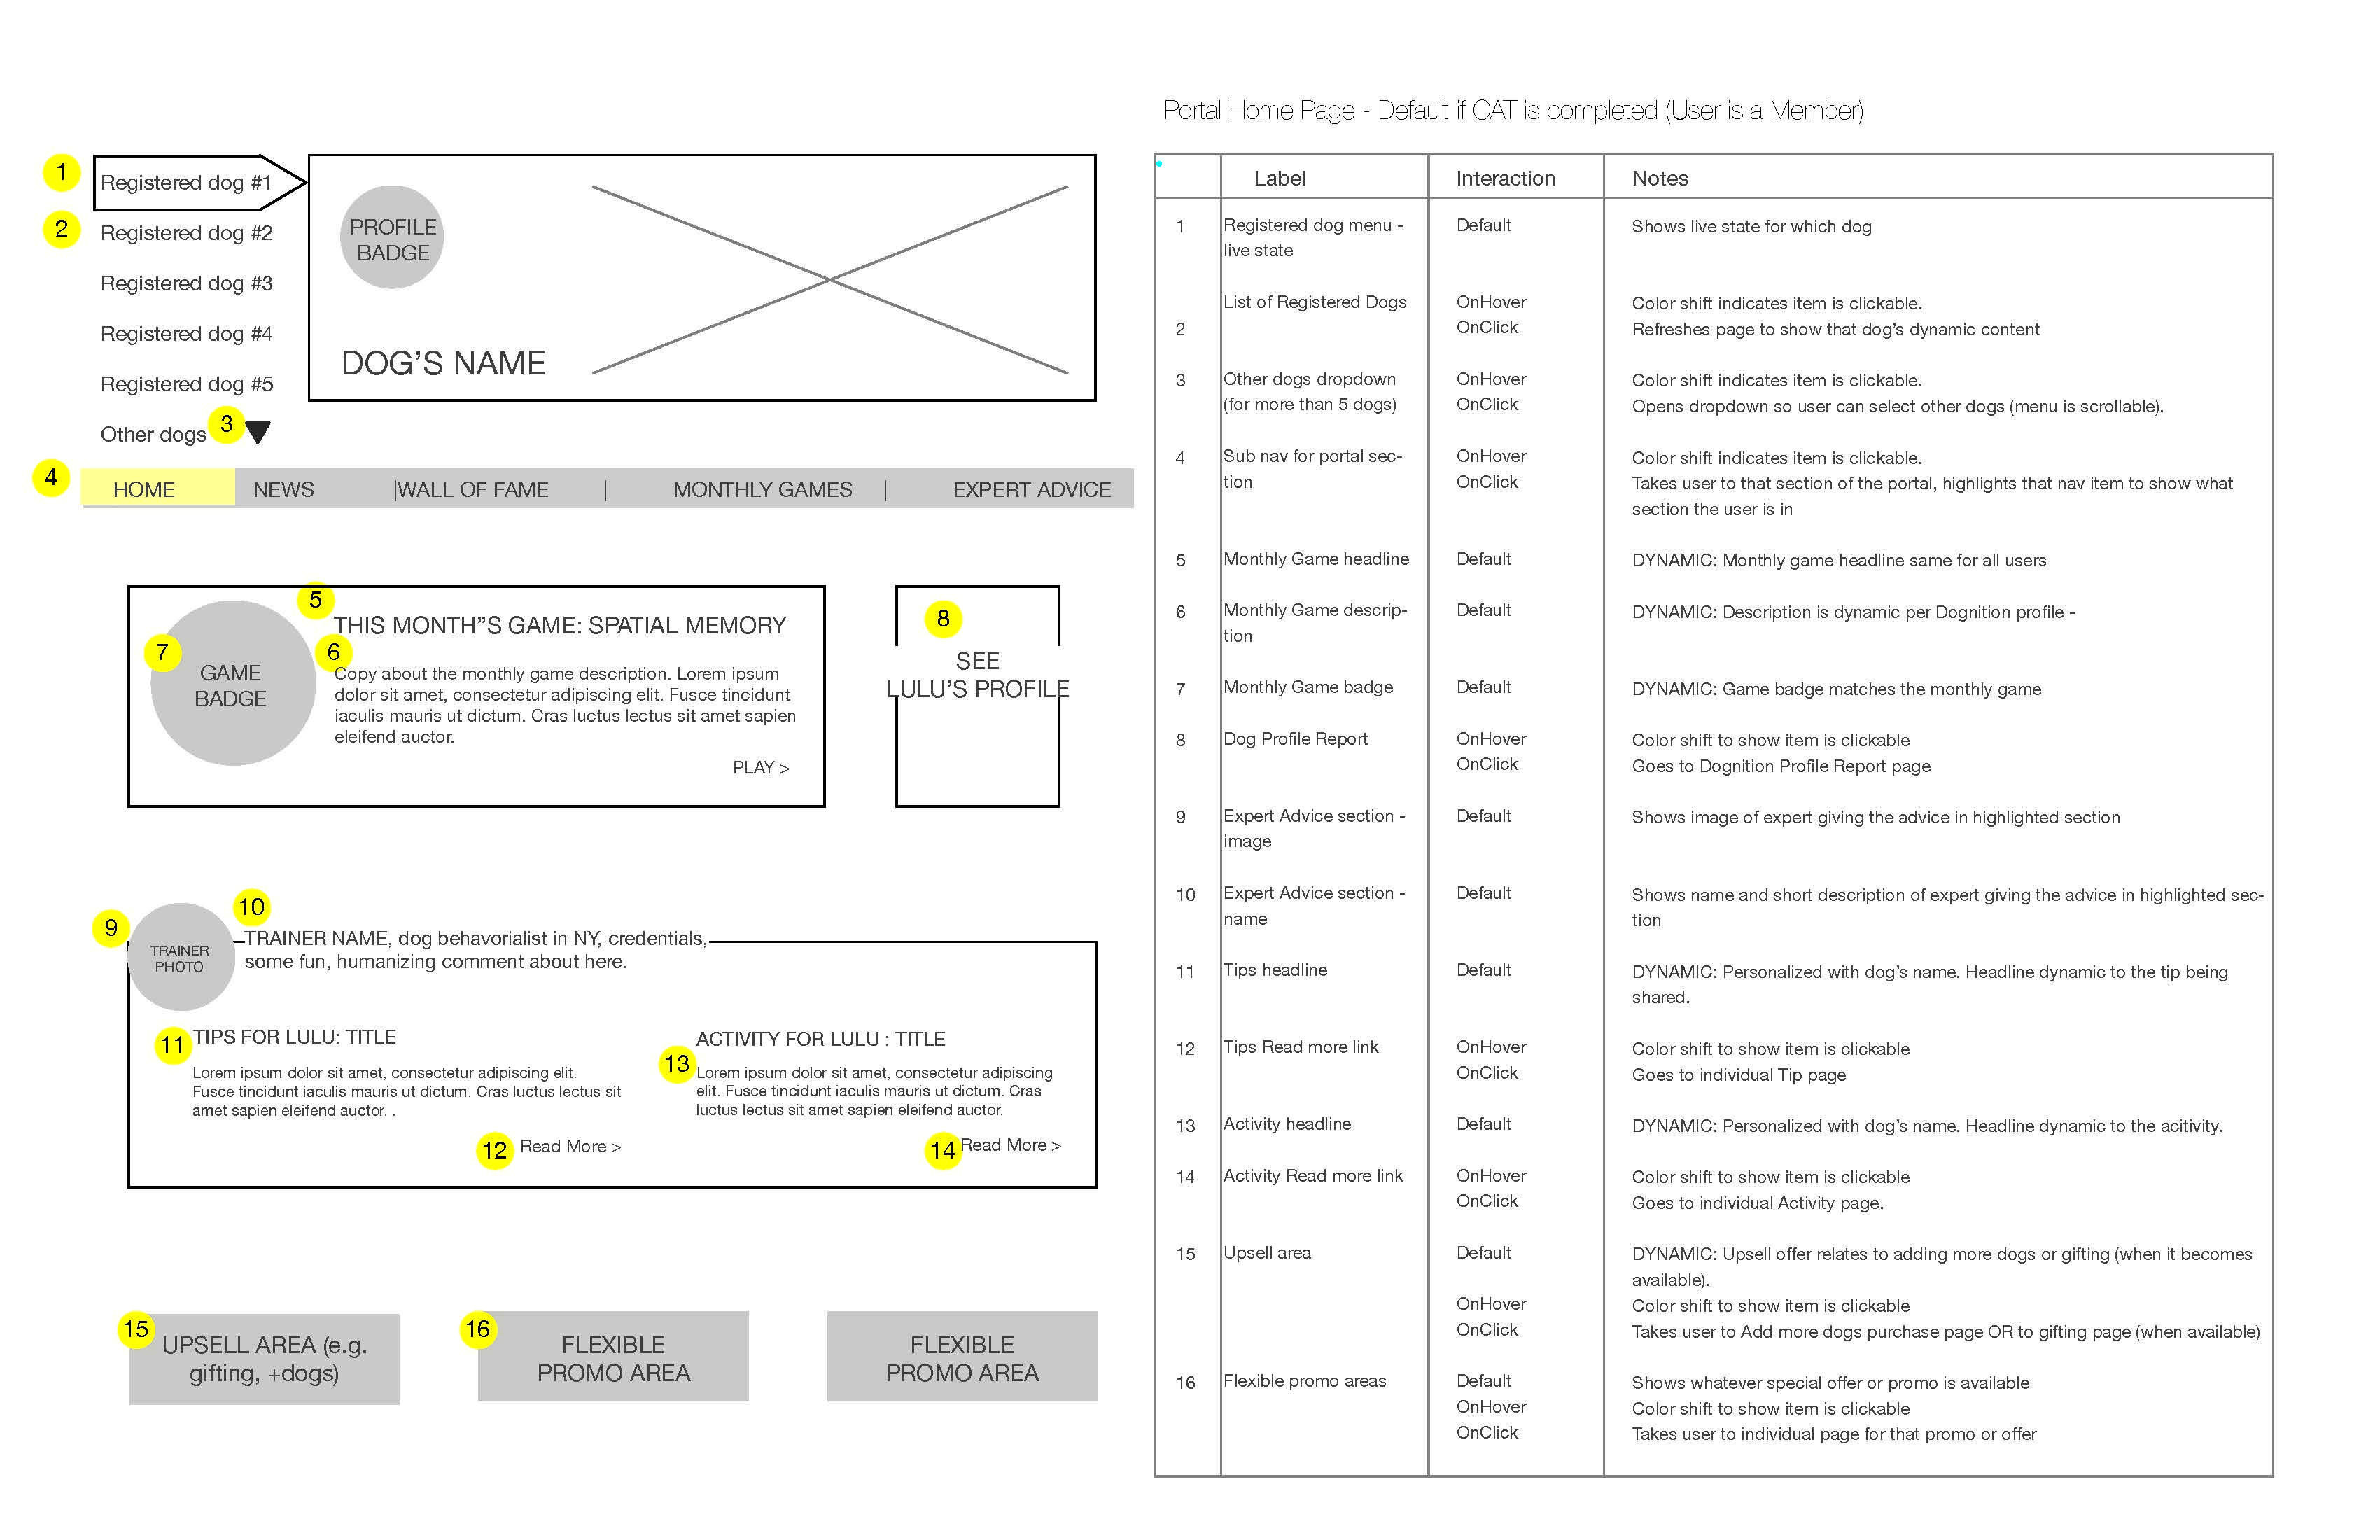 Portal Home Page - Default if CAT is completed (User is a Member)
1
Registered dog #1
2
Registered dog #2
Registered dog #3
Registered dog #4
Registered dog #5
Other dogs
3
PROFILE
BADGE
DOG'S NAME
4
HOME
NEWS
|WALL OF FAME
|
MONTHLY GAMES
|
EXPERT ADVICE
5
THIS MONTH"S GAME: SPATIAL MEMORY
6
7
GAME
BADGE
Copy about the monthly game description. Lorem ipsum
dolor sit amet, consectetur adipiscing elit. Fusce tincidunt
iaculis mauris ut dictum. Cras luctus lectus sit amet sapien
eleifend auctor.
PLAY >
8
SEE
LULU'S PROFILE
9
10
TRAINER
PHOTO
TRAINER NAME, dog behavorialist in NY, credentials,
some fun, humanizing comment about here.
11
TIPS FOR LULU: TITLE
Lorem ipsum dolor sit amet, consectetur adipiscing elit.
Fusce tincidunt iaculis mauris ut dictum. Cras luctus lectus sit
amet sapien eleifend auctor. .
12
Read More >
13
ACTIVITY FOR LULU : TITLE
Lorem ipsum dolor sit amet, consectetur adipiscing
elit. Fusce tincidunt iaculis mauris ut dictum. Cras
luctus lectus sit amet sapien eleifend auctor.
14
Read More >
15
UPSELL AREA (e.g.
gifting, +dogs)
16
FLEXIBLE
PROMO AREA
FLEXIBLE
PROMO AREA
Label Interaction Notes
1 Registered dog menu - Default Shows live state for which dog
live state
List of Registered Dogs OnHover Color shift indicates item is clickable.
2 OnClick Refreshes page to show that dog's dynamic content
3 Other dogs dropdown OnHover Color shift indicates item is clickable.
(for more than 5 dogs) OnClick Opens dropdown so user can select other dogs (menu is scrollable).
4 Sub nav for portal sec- OnHover Color shift indicates item is clickable.
tion OnClick Takes user to that section of the portal, highlights that nav item to show what
section the user is in
5 Monthly Game headline Default DYNAMIC: Monthly game headline same for all users
6 Monthly Game descrip- Default DYNAMIC: Description is dynamic per Dognition profile -
tion
7 Monthly Game badge Default DYNAMIC: Game badge matches the monthly game
8 Dog Profile Report OnHover Color shift to show item is clickable
OnClick Goes to Dognition Profile Report page
9 Expert Advice section - Default Shows image of expert giving the advice in highlighted section
image
10 Expert Advice section - Default Shows name and short description of expert giving the advice in highlighted sec-
name tion
11 Tips headline Default DYNAMIC: Personalized with dog's name. Headline dynamic to the tip being
shared.
12 Tips Read more link OnHover Color shift to show item is clickable
OnClick Goes to individual Tip page
13 Activity headline Default DYNAMIC: Personalized with dog's name. Headline dynamic to the acitivity.
14 Activity Read more link OnHover Color shift to show item is clickable
OnClick Goes to individual Activity page.
15 Upsell area Default DYNAMIC: Upsell offer relates to adding more dogs or gifting (when it becomes
available).
OnHover Color shift to show item is clickable
OnClick Takes user to Add more dogs purchase page OR to gifting page (when available)
16 Flexible promo areas Default Shows whatever special offer or promo is available
OnHover Color shift to show item is clickable
OnClick Takes user to individual page for that promo or offer